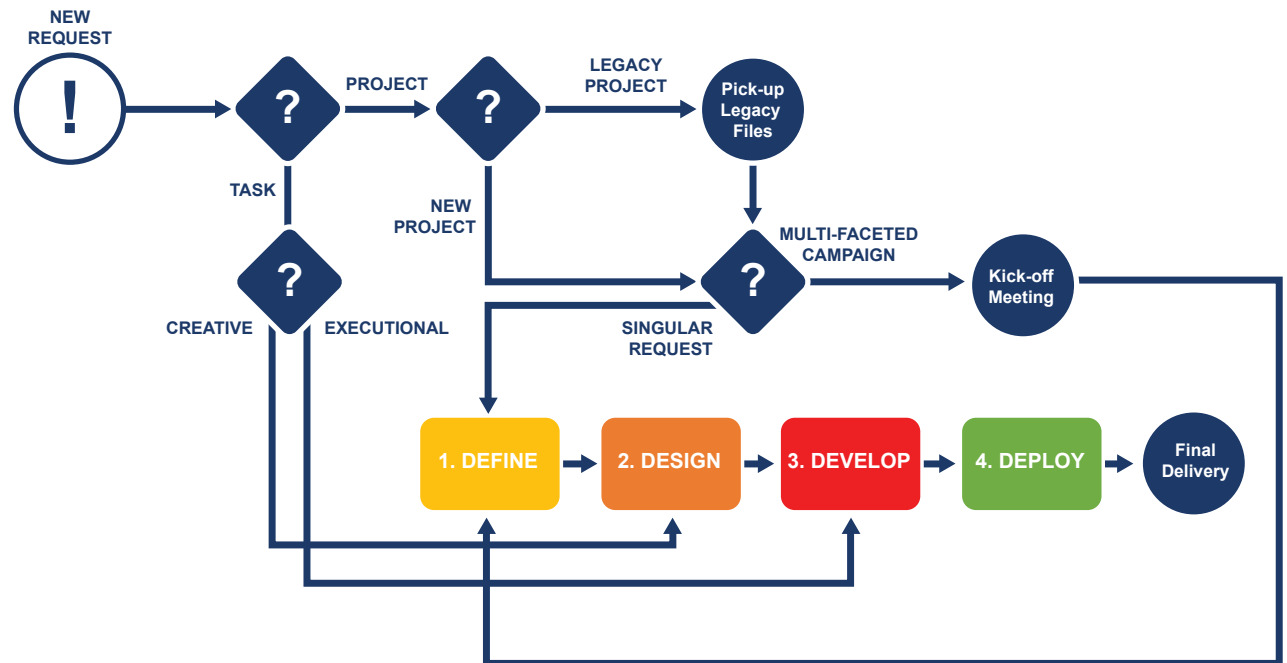 NEW
REQUEST
!
?
PROJECT
?
LEGACY
PROJECT
Pick-up
Legacy
Files
TASK
NEW
PROJECT
?
CREATIVE
EXECUTIONAL
?
MULTI-FACETED
CAMPAIGN
Kick-off
Meeting
SINGULAR
REQUEST
1. DEFINE
2. DESIGN
3. DEVELOP
4. DEPLOY
Final
Delivery